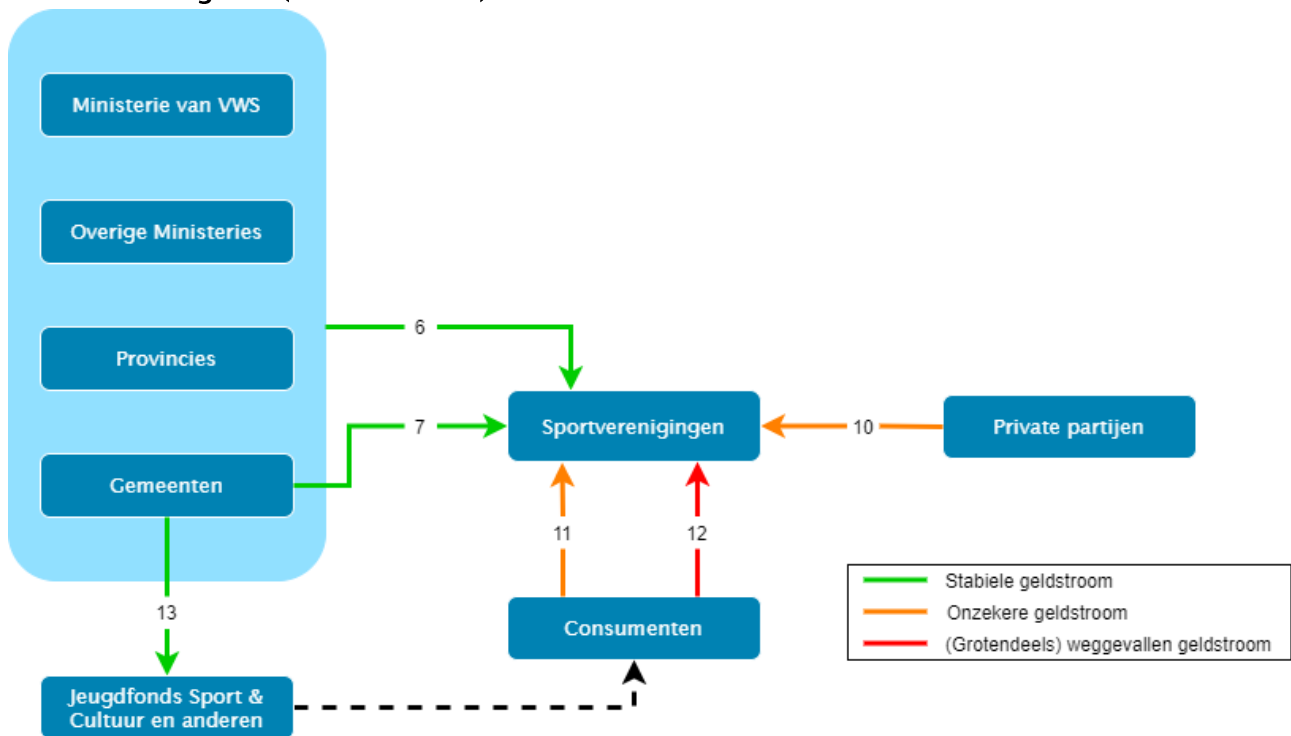 Ministerie van VWS
Overige Ministeries
Provincies
6
Gemeenten
7
Sportverenigingen
10
Private partijen
11
12
13
Consumenten
Jeugdfonds Sport &
Cultuur en anderen
Stabiele geldstroom
Onzekere geldstroom
(Grotendeels) weggevallen geldstroom